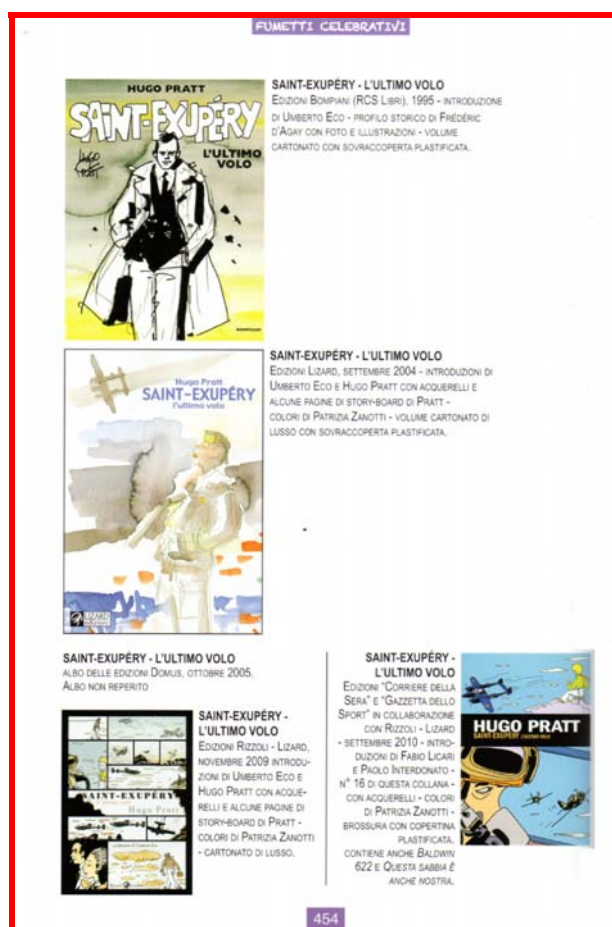 FUMETTI CELEBRATIVI
HUGO PRATT
SAINT-EXUPÉRY
L'ULTIMO
VOLO
SAINT-EXUPÉRY - L'ULTIMO VOLO
EDIZIONI BOMPIANI (RCS LIBRI), 1995 - INTRODUZIONE
DI UMBERTO ECO - PROFILO STORICO DI FRÉDÉRIC
D'AGAY CON FOTO E ILLUSTRAZIONI - VOLUME
CARTONATO CON SOVRACCOPERTA PLASTIFICATA.
Hugo Pratt
SAINT-EXUPÉRY
l'ultimo volo
LIZARD
SAINT-EXUPÉRY - L'ULTIMO VOLO
EDIZIONI LIZARD, SETTEMBRE 2004 - INTRODUZIONI DI
UMBERTO ECO E HUGO PRATT CON ACQUERELLI E
ALCUNE PAGINE DI STORY-BOARD DI PRATT -
COLORI DI PATRIZIA ZANOTTI - VOLUME CARTONATO DI
LUSSO CON SOVRACCOPERTA PLASTIFICATA.
SAINT-EXUPÉRY - L'ULTIMO VOLO
ALBO DELLE EDIZIONI DOMUS, OTTOBRE 2005.
ALBO NON REPERITO
SAINT-EXUPÉRY
Hugo Pratt
SAINT-EXUPÉRY -
L'ULTIMO VOLO
EDIZIONI RIZZOLI - LIZARD,
NOVEMBRE 2009 INTRODU-
ZIONI DI UMBERTO ECO E
HUGO PRATT CON ACQUE-
RELLI E ALCUNE PAGINE DI
STORY-BOARD DI PRATT -
COLORI DI PATRIZIA ZANOTTI
- CARTONATO DI LUSSO.
SAINT-EXUPÉRY -
L'ULTIMO VOLO
EDIZIONI "CORRIERE DELLA
SERA" E "GAZZETTA DELLO
SPORT" IN COLLABORAZIONE
CON RIZZOLI - LIZARD
- SETTEMBRE 2010 - INTRO-
DUZIONI DI FABIO LICARI
E PAOLO INTERDONATO -
N° 16 DI QUESTA COLLANA -
CON ACQUERELLI - COLORI
DI PATRIZIA ZANOTTI -
BROSSURA CON COPERTINA
PLASTIFICATA.
CONTIENE ANCHE BALDWIN
622 E QUESTA SABBIA È
ANCHE NOSTRA.
HUGO PRATT
SAINT-EXUPÉRY L'ULTIMO VOLO
454